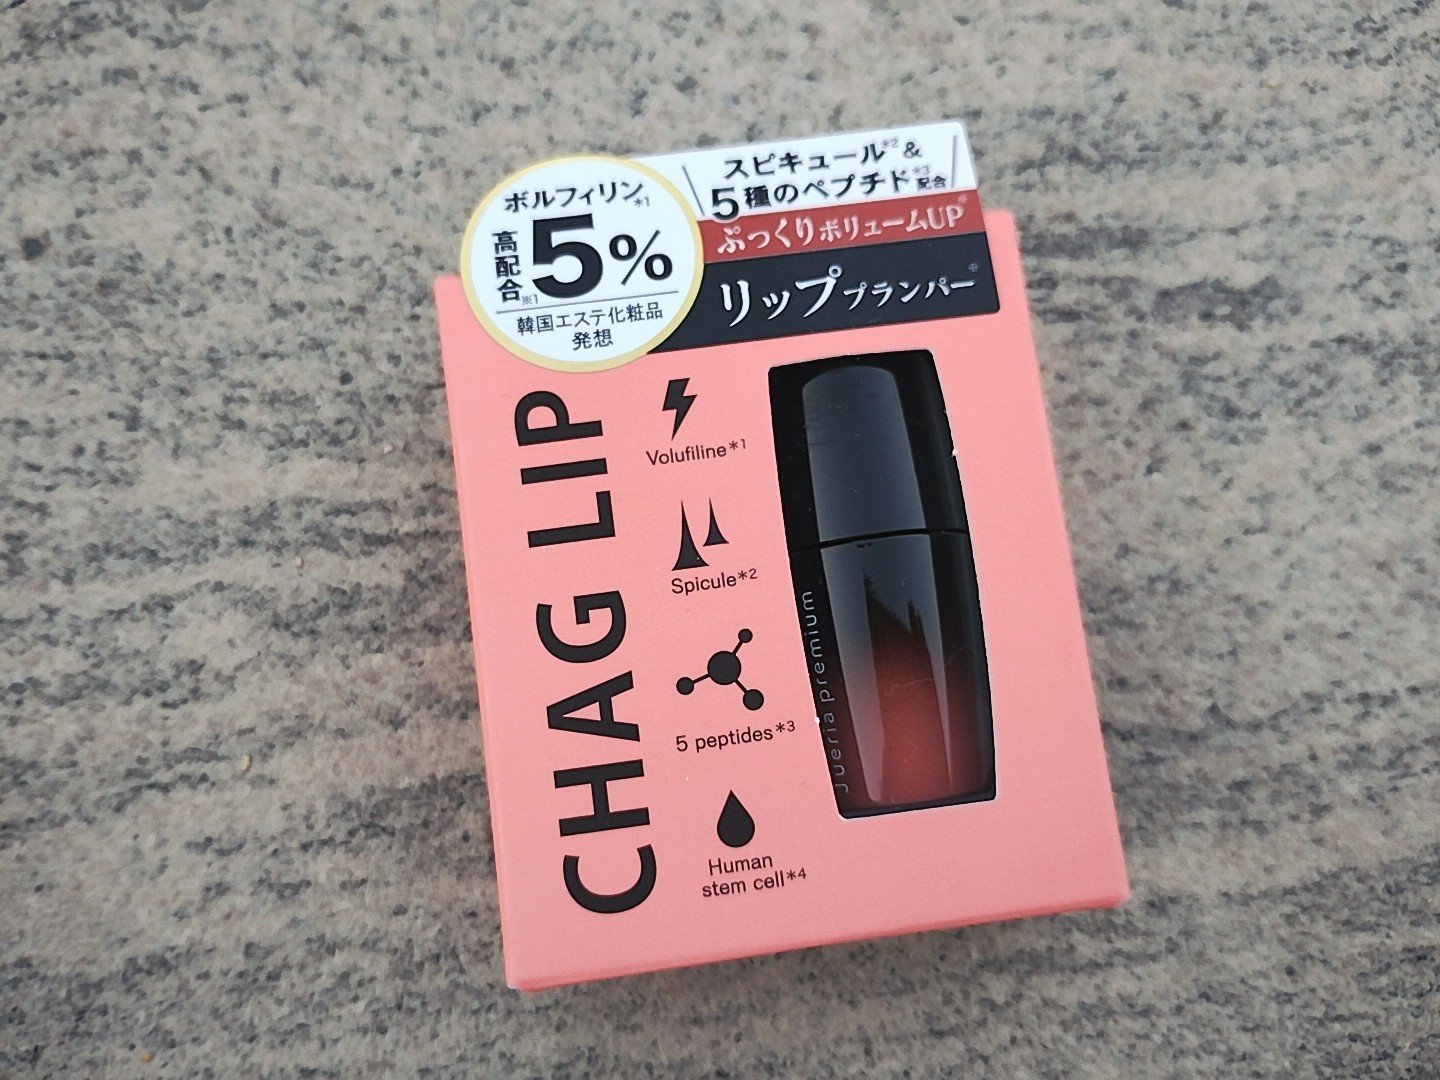 ボルフィリン*1
高配合※1
5%
韓国エステ化粧品
発想
スピキュール*2&
5種のペプチド*3配合
ぷっくりボリュームUP※
リッププランパー※
CHAG LIP
Volufiline*1
Spicule*2
5 peptides*3
Human
stem cell*4
Jueria premium